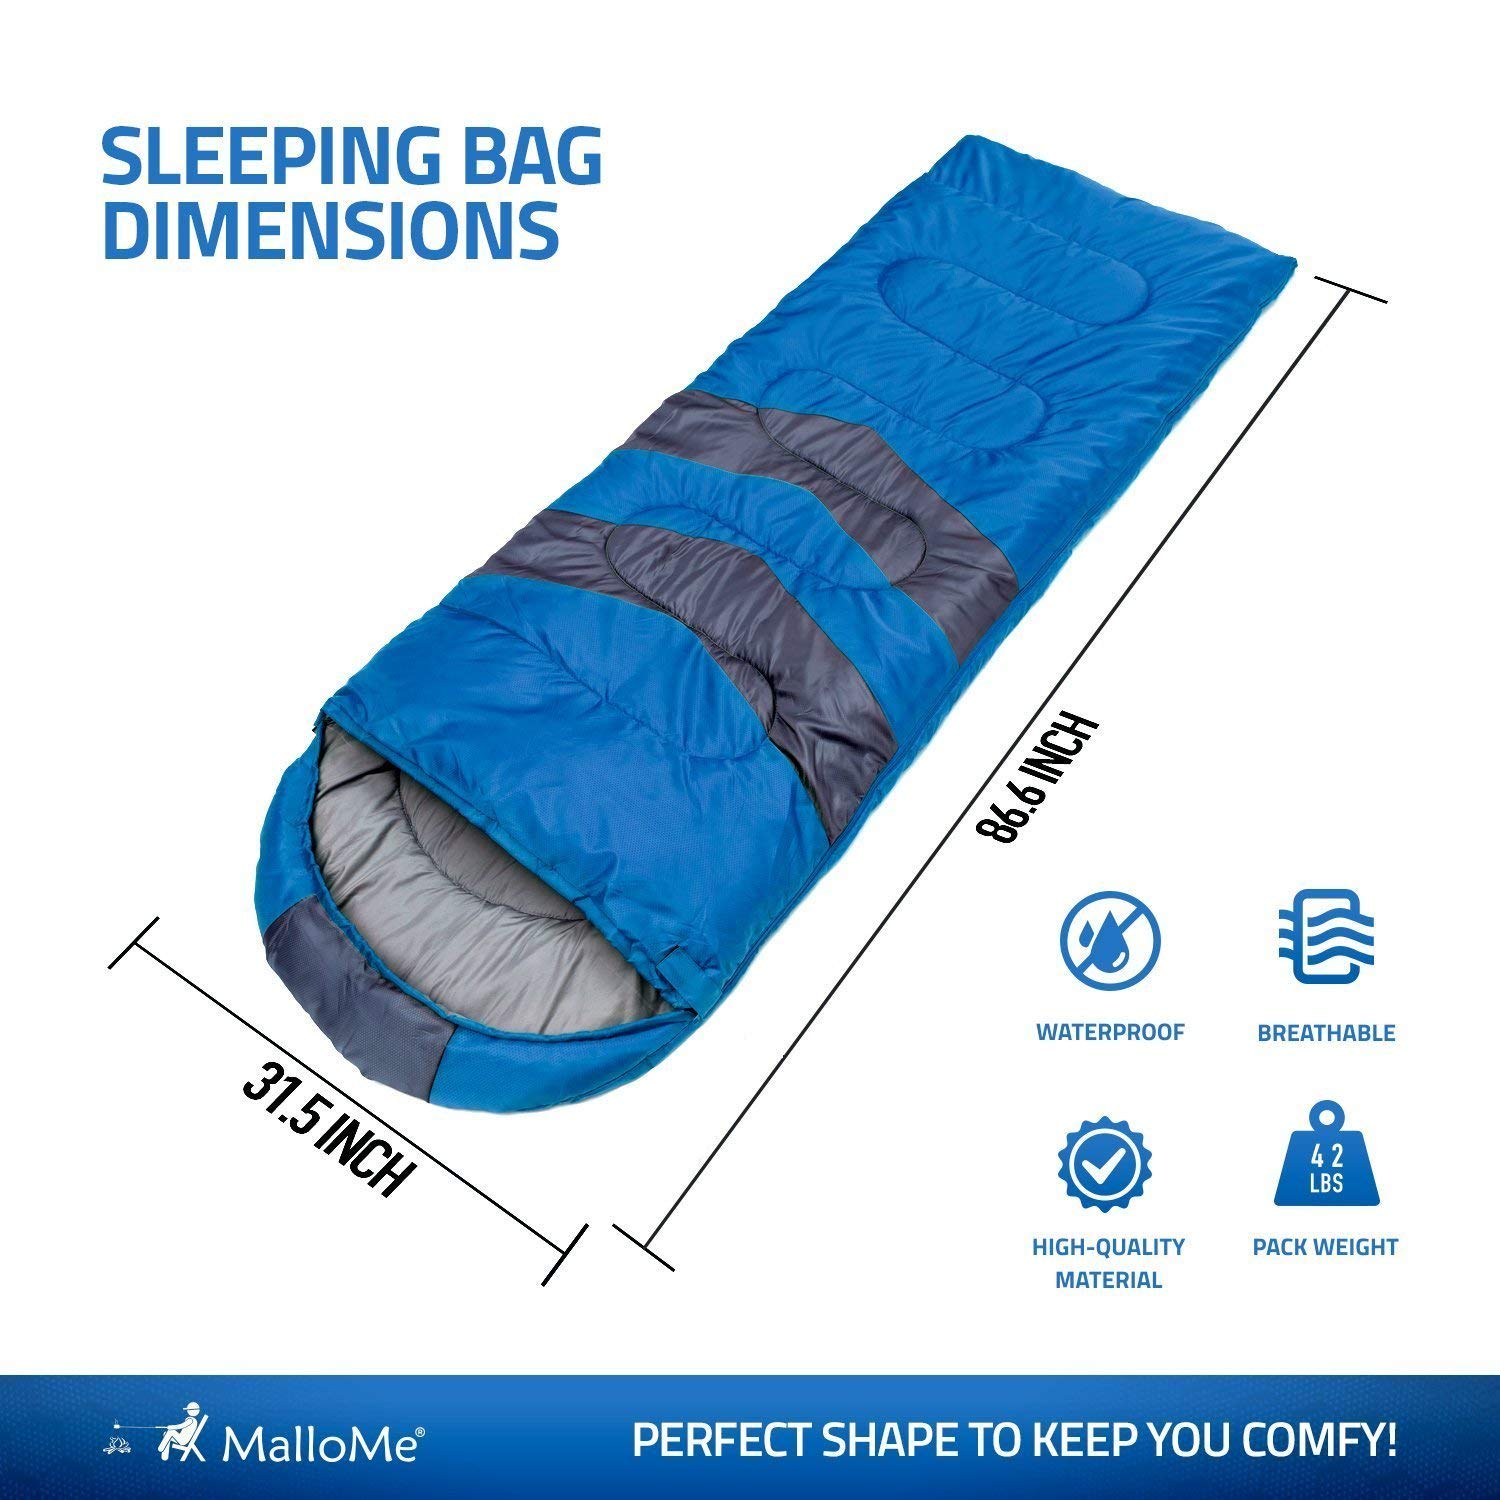 SLEEPING BAG
DIMENSIONS
86.6 INCH
31.5 INCH
WATERPROOF
BREATHABLE
4 2
LBS
HIGH-QUALITY
MATERIAL
PACK WEIGHT
MalloMe®
PERFECT SHAPE TO KEEP YOU COMFY!